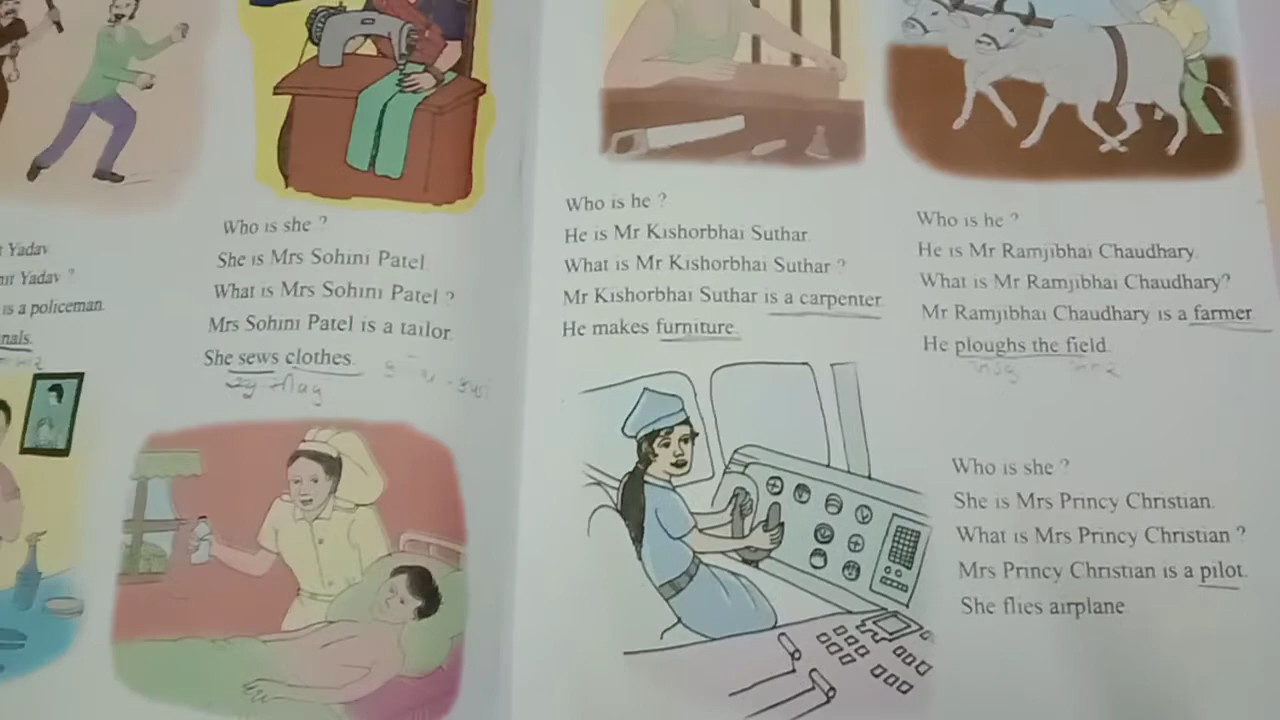 t Yadav
nit Yadav ?
is a policeman.
nals.
Who is she ?
She is Mrs Sohini Patel.
What is Mrs Sohini Patel ?
Mrs Sohini Patel is a tailor.
She sews clothes.
Who is he ?
He is Mr Kishorbhai Suthar.
What is Mr Kishorbhai Suthar ?
Mr Kishorbhai Suthar is a carpenter.
He makes furniture.
Who is he ?
He is Mr Ramjibhai Chaudhary.
What is Mr Ramjibhai Chaudhary?
Mr Ramjibhai Chaudhary is a farmer.
He ploughs the field.
Who is she ?
She is Mrs Princy Christian.
What is Mrs Princy Christian ?
Mrs Princy Christian is a pilot.
She flies airplane.